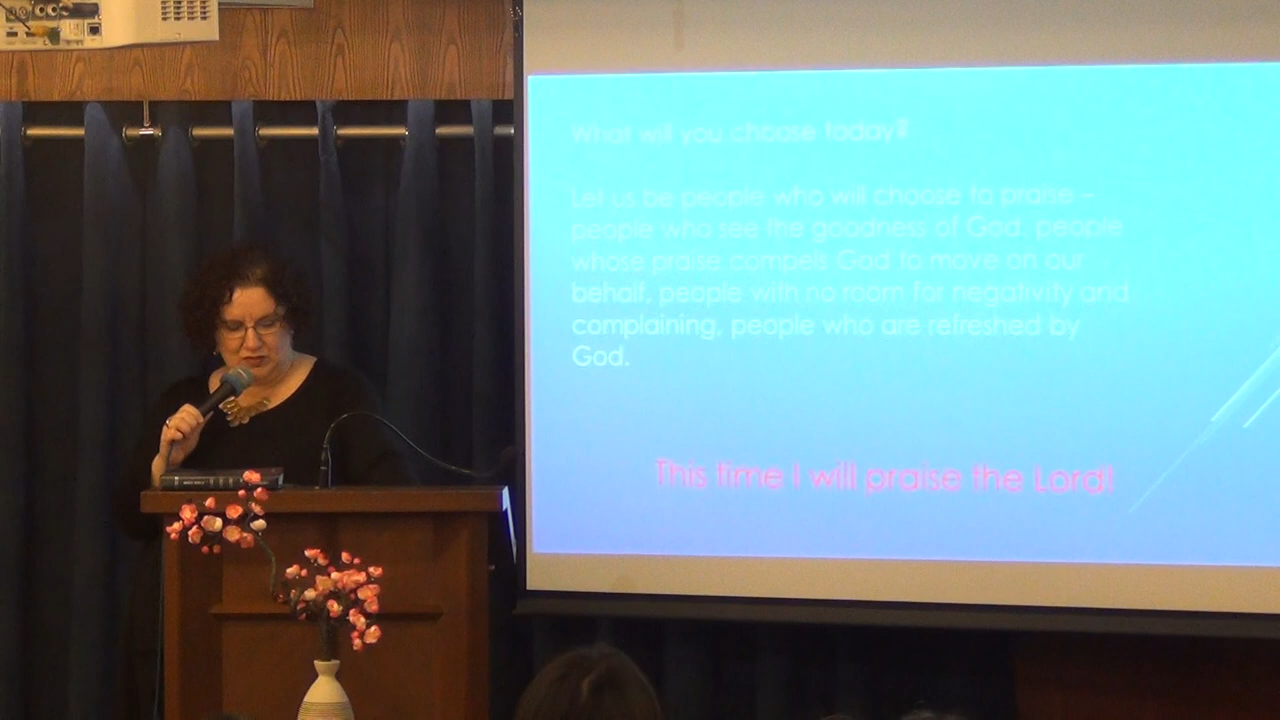 What will you choose today?
Let us be people who will choose to praise –
people who see the goodness of God, people
whose praise compels God to move on our
behalf, people with no room for negativity and
complaining, people who are refreshed by
God.
This time I will praise the Lord!